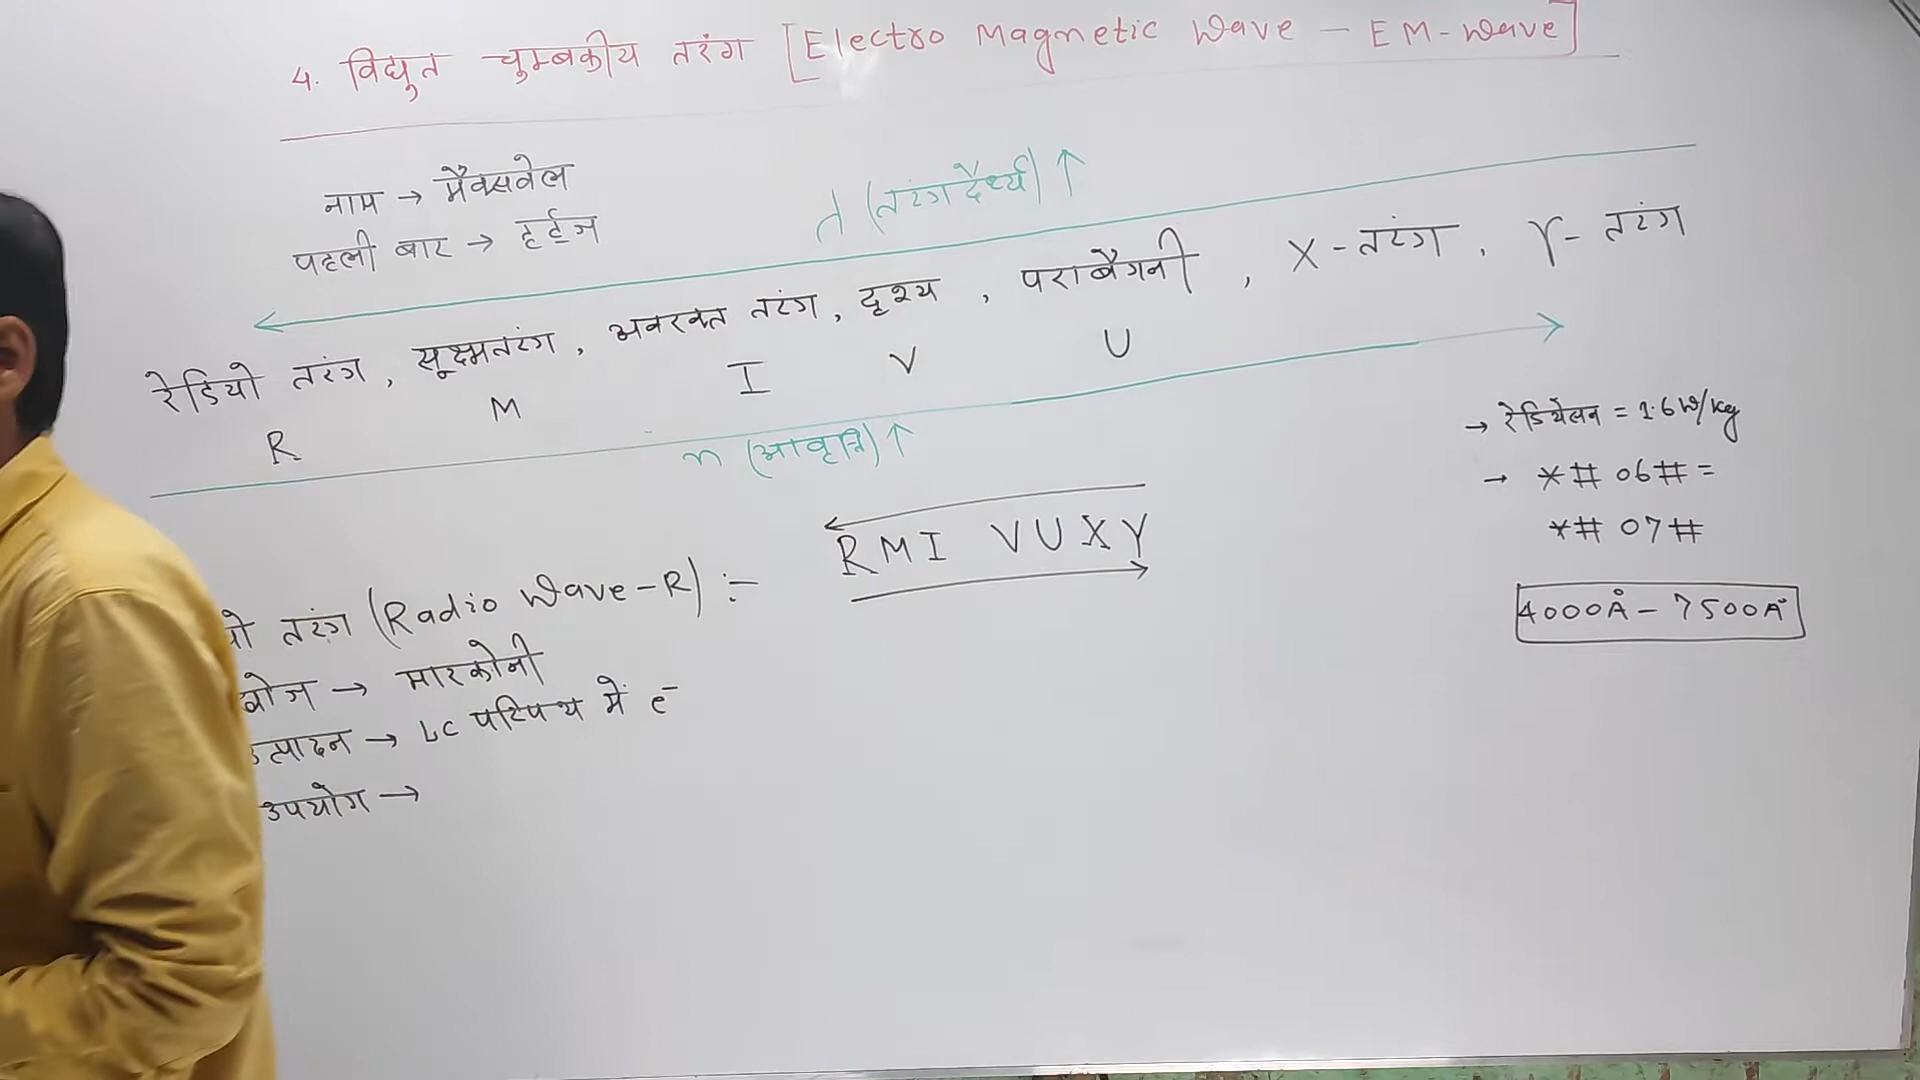 4. विद्युत चुम्बकीय तरंग [Electro Magnetic Wave – EM-Wave]
नाम → मैक्सवेल
पहली बार → हर्ट्ज
(तरंगदैर्ध्य) ↑
रेडियो तरंग, सूक्ष्मतरंग, अवरक्त तरंग, दृश्य, पराबैगनी, X-तरंग, γ-तरंग
R M I V U
n (आवृत्ति) ↑
RMI VUXY
यो तरंग (Radio Wave-R) :-
खोज → मारकोनी
उत्पादन → LC परिपथ में e⁻
उपयोग →
→ रेडियेसन = 1.6 W/Kg
→ *# 06# =
*# 07#
4000Å – 7500Å